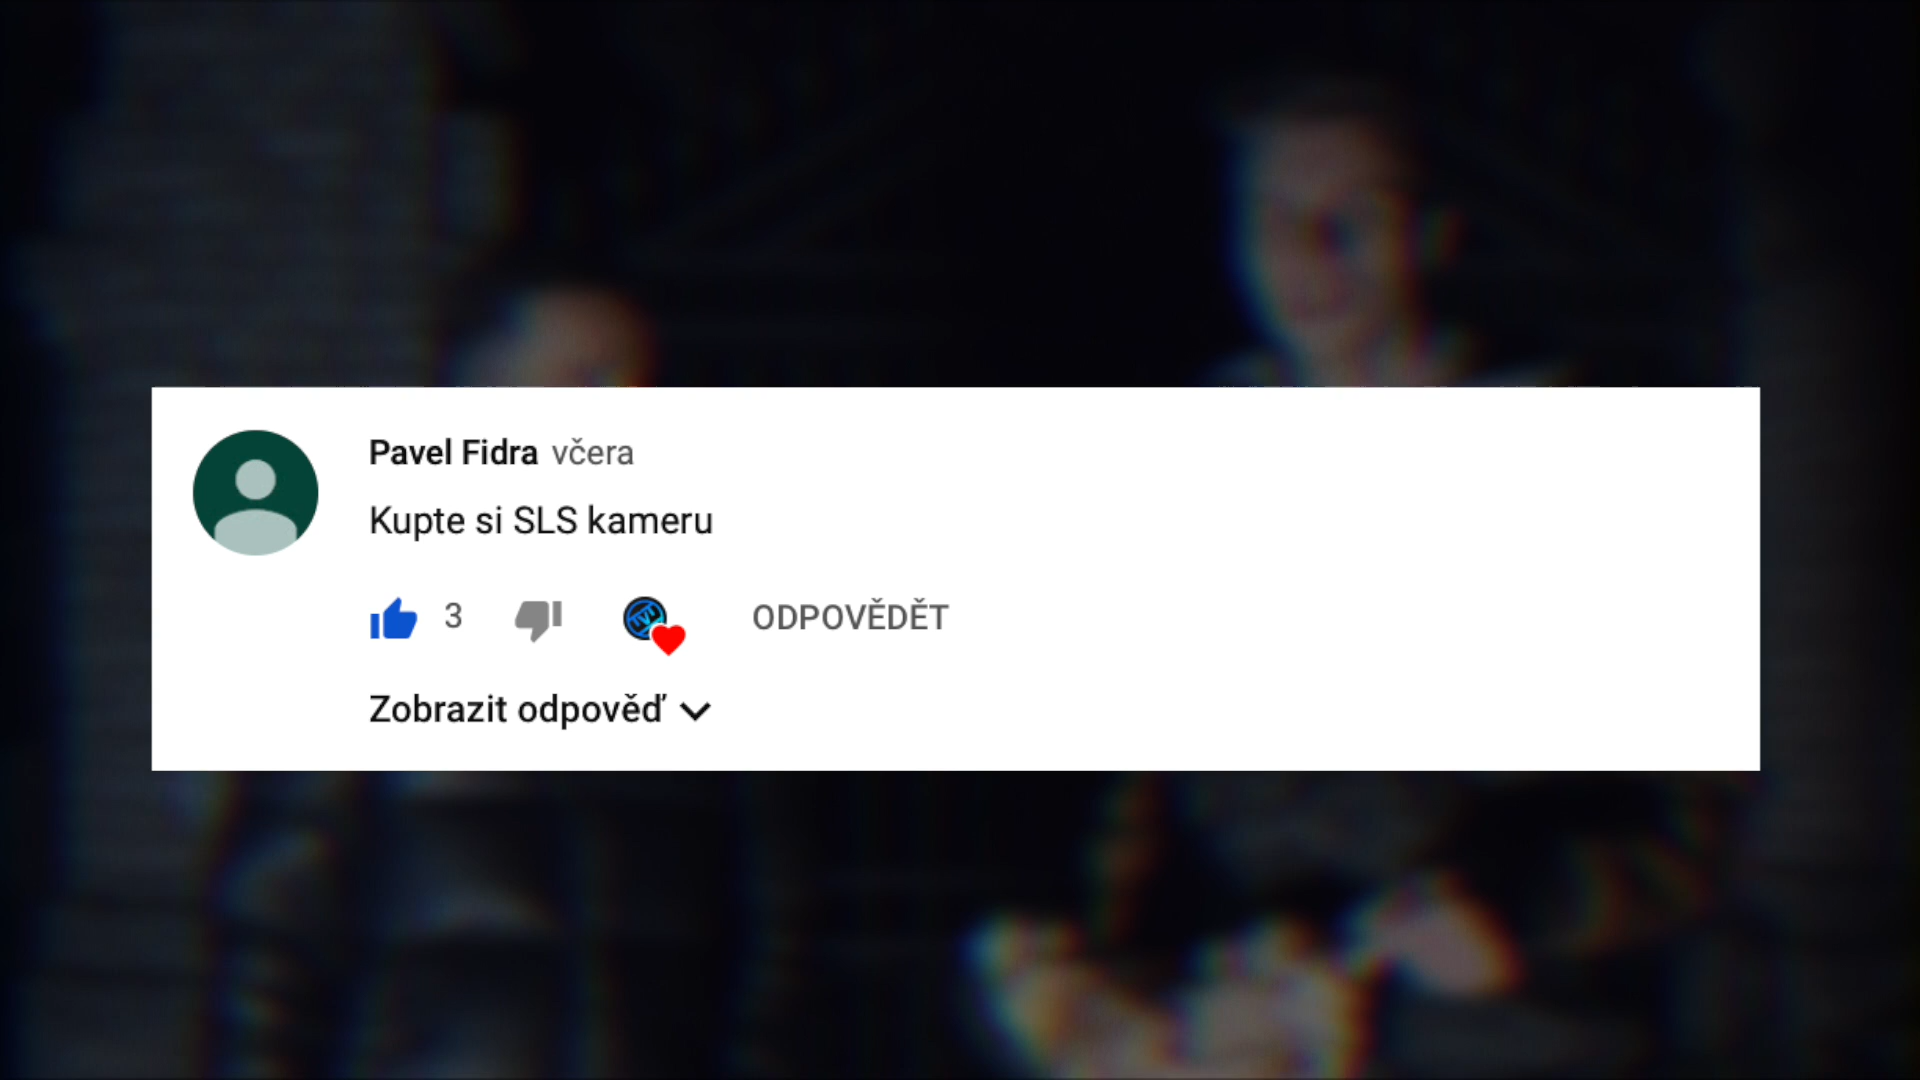 Pavel Fidra včera
Kupte si SLS kameru
3 ODPOVĚDĚT
Zobrazit odpověď